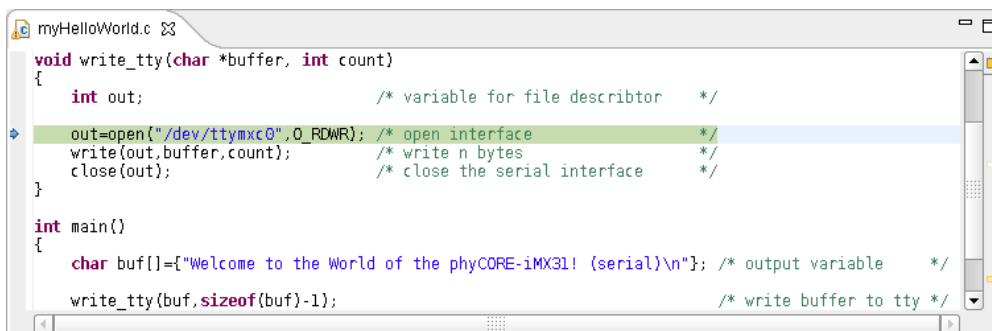 myHelloWorld.c
void write_tty(char *buffer, int count)
{
int out; /* variable for file describtor */
out=open("/dev/ttymxc0",O_RDWR); /* open interface */
write(out,buffer,count); /* write n bytes */
close(out); /* close the serial interface */
}
int main()
{
char buf[]={"Welcome to the World of the phyCORE-iMX31! (serial)\n"}; /* output variable */
write_tty(buf,sizeof(buf)-1); /* write buffer to tty */